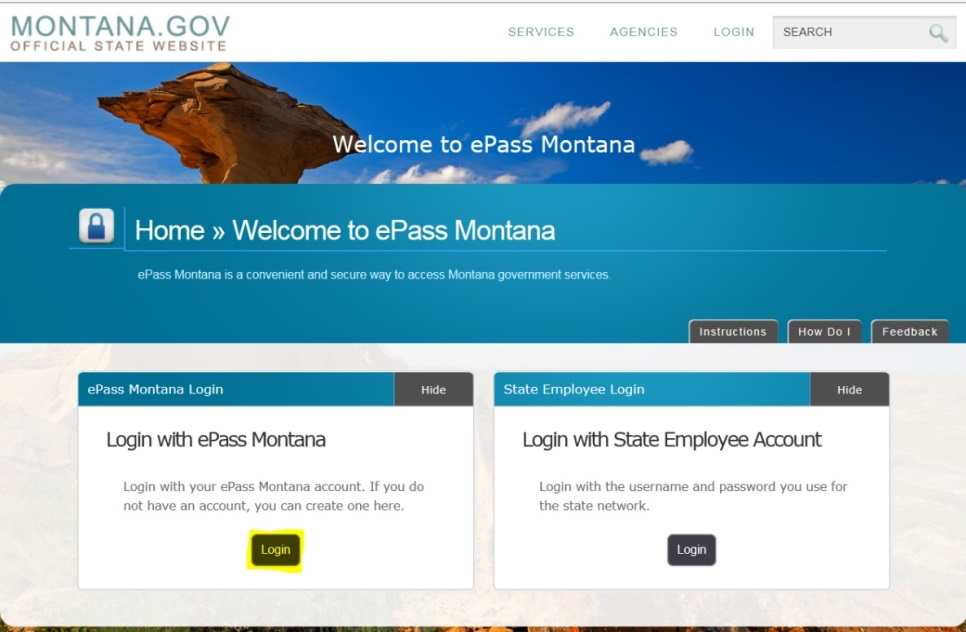 MONTANA.GOV
OFFICIAL STATE WEBSITE
SERVICES AGENCIES LOGIN SEARCH
Welcome to ePass Montana
Home » Welcome to ePass Montana
ePass Montana is a convenient and secure way to access Montana government services.
Instructions How Do I Feedback
ePass Montana Login Hide
Login with ePass Montana
Login with your ePass Montana account. If you do
not have an account, you can create one here.
Login
State Employee Login Hide
Login with State Employee Account
Login with the username and password you use for
the state network.
Login